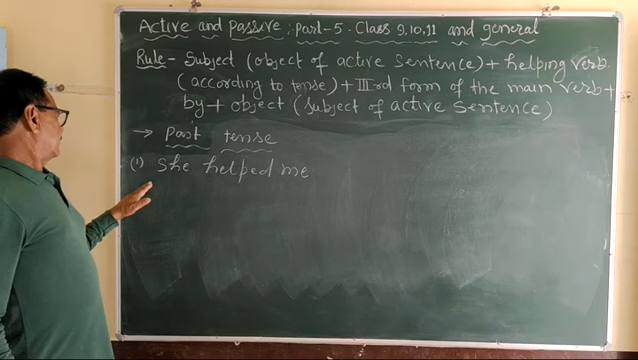 Active and Passive : Part-5. Class 9,10,11 and general
Rule - Subject (object of active Sentence) + helping verb
(according to tense) + IIIrd form of the main verb +
by + object (subject of active Sentence)
→ Past tense
(1) She helped me